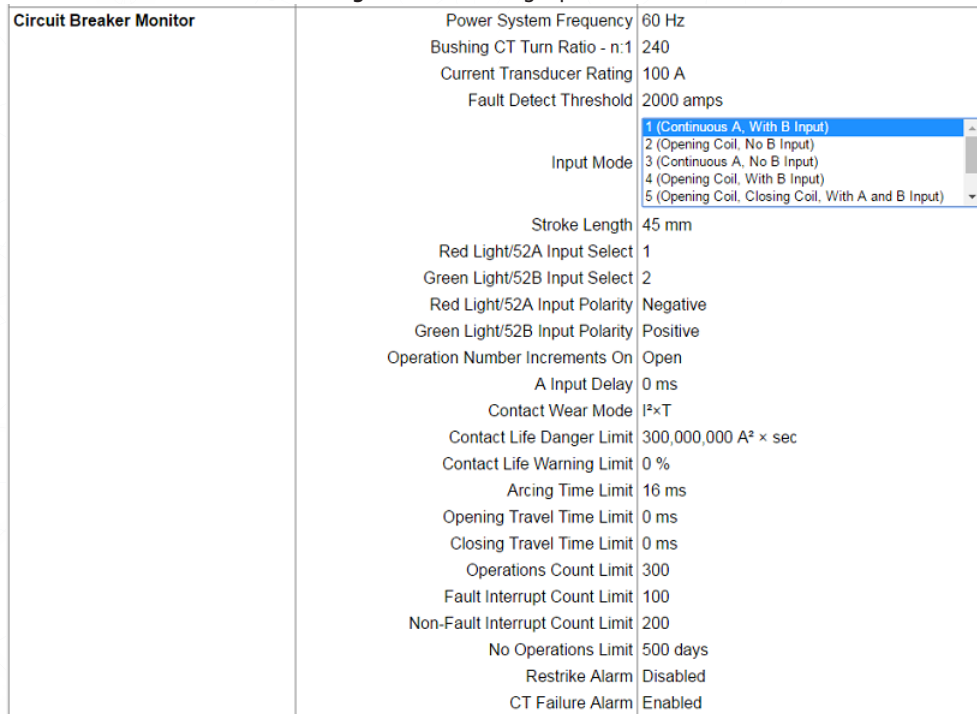 Circuit Breaker Monitor
Power System Frequency 60 Hz
Bushing CT Turn Ratio - n:1 240
Current Transducer Rating 100 A
Fault Detect Threshold 2000 amps
Input Mode
1 (Continuous A, With B Input)
2 (Opening Coil, No B Input)
3 (Continuous A, No B Input)
4 (Opening Coil, With B Input)
5 (Opening Coil, Closing Coil, With A and B Input)
Stroke Length 45 mm
Red Light/52A Input Select 1
Green Light/52B Input Select 2
Red Light/52A Input Polarity Negative
Green Light/52B Input Polarity Positive
Operation Number Increments On Open
A Input Delay 0 ms
Contact Wear Mode I²×T
Contact Life Danger Limit 300,000,000 A² × sec
Contact Life Warning Limit 0 %
Arcing Time Limit 16 ms
Opening Travel Time Limit 0 ms
Closing Travel Time Limit 0 ms
Operations Count Limit 300
Fault Interrupt Count Limit 100
Non-Fault Interrupt Count Limit 200
No Operations Limit 500 days
Restrike Alarm Disabled
CT Failure Alarm Enabled